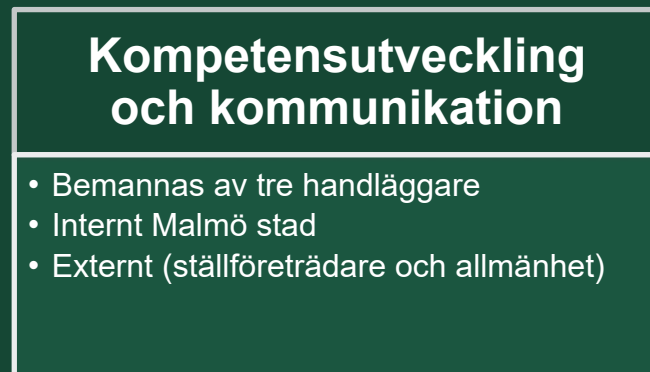 Kompetensutveckling
och kommunikation
• Bemannas av tre handläggare
• Internt Malmö stad
• Externt (ställföreträdare och allmänhet)